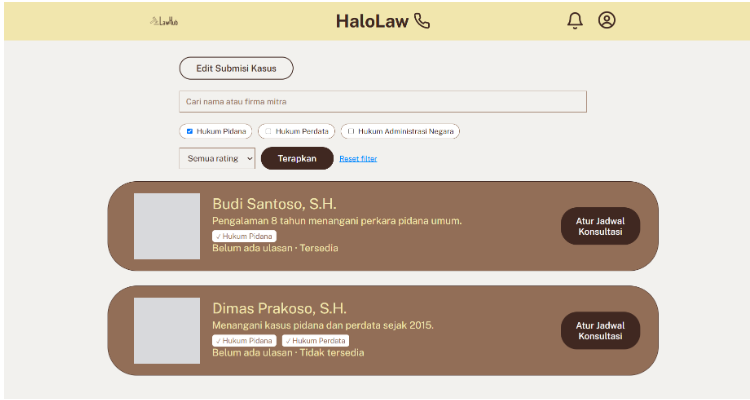 LawHub
HaloLaw
Edit Submisi Kasus
Cari nama atau firma mitra
Hukum Pidana Hukum Perdata Hukum Administrasi Negara
Semua rating Terapkan Reset filter
Budi Santoso, S.H.
Pengalaman 8 tahun menangani perkara pidana umum.
✓ Hukum Pidana
Belum ada ulasan · Tersedia
Atur Jadwal
Konsultasi
Dimas Prakoso, S.H.
Menangani kasus pidana dan perdata sejak 2015.
✓ Hukum Pidana ✓ Hukum Perdata
Belum ada ulasan · Tidak tersedia
Atur Jadwal
Konsultasi